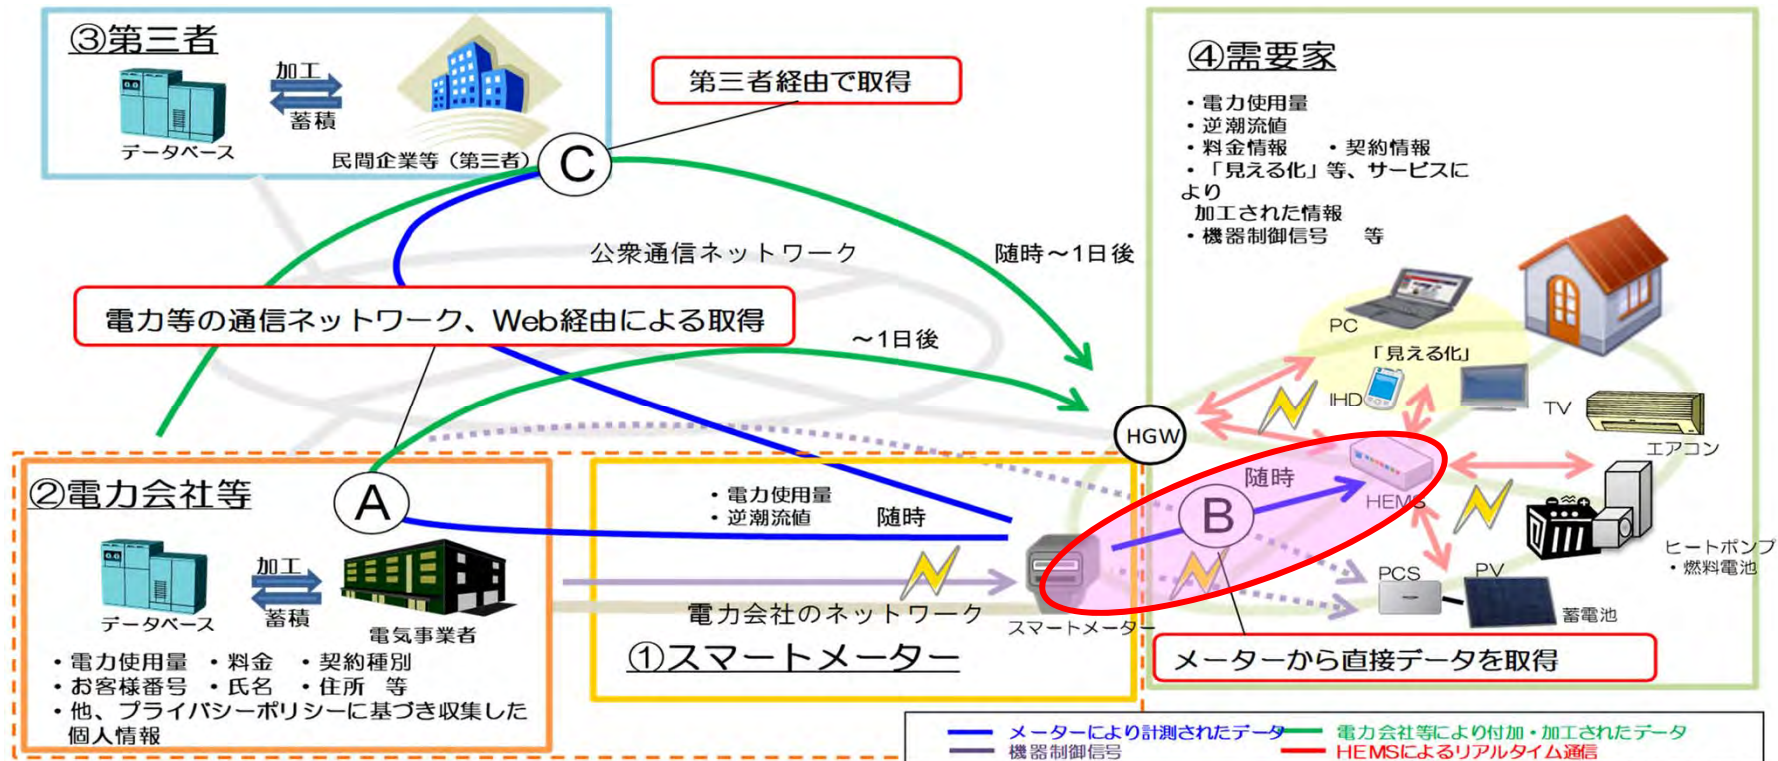 ③第三者
加工
蓄積
データベース
民間企業等（第三者）
C
第三者経由で取得
公衆通信ネットワーク
随時～1日後
電力等の通信ネットワーク、Web経由による取得
～1日後
②電力会社等
A
加工
蓄積
データベース
電気事業者
・電力使用量　・料金　・契約種別
・お客様番号　・氏名　・住所　等
・他、プライバシーポリシーに基づき収集した
個人情報
・電力使用量
・逆潮流値
随時
電力会社のネットワーク
スマートメーター
①スマートメーター
④需要家
・電力使用量
・逆潮流値
・料金情報　・契約情報
・「見える化」等、サービスに
より
加工された情報
・機器制御信号　等
PC
「見える化」
IHD
TV
エアコン
HGW
随時
B
HEMS
ヒートポンプ
・燃料電池
PCS
PV
蓄電池
メーターから直接データを取得
メーターにより計測されたデータ
電力会社等により付加・加工されたデータ
機器制御信号
HEMSによるリアルタイム通信